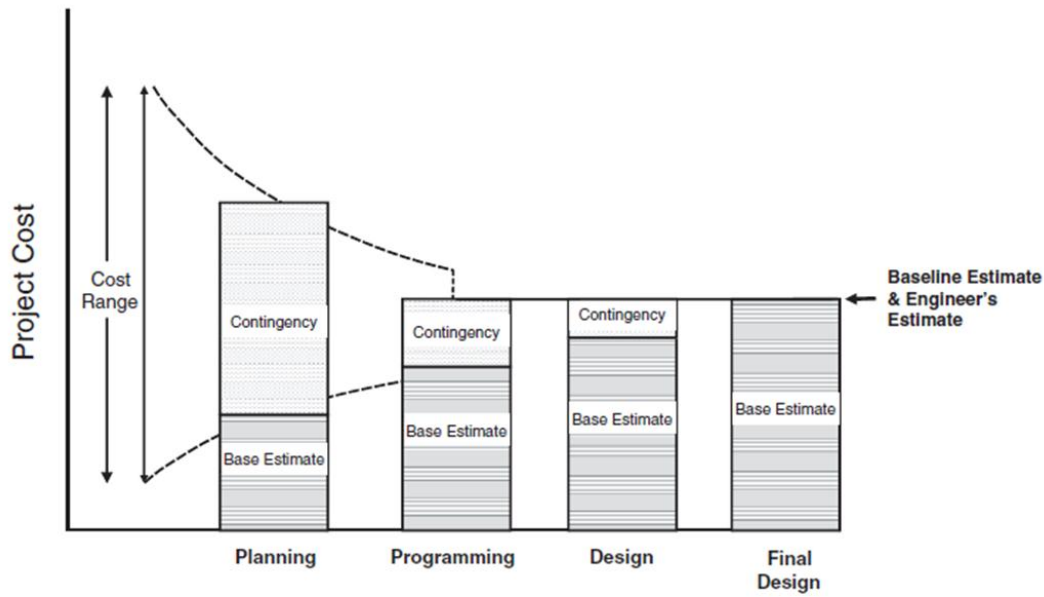 Project Cost
Cost
Range
Contingency
Base Estimate
Contingency
Base Estimate
Contingency
Base Estimate
Base Estimate
Baseline Estimate
& Engineer's
Estimate
Planning
Programming
Design
Final
Design